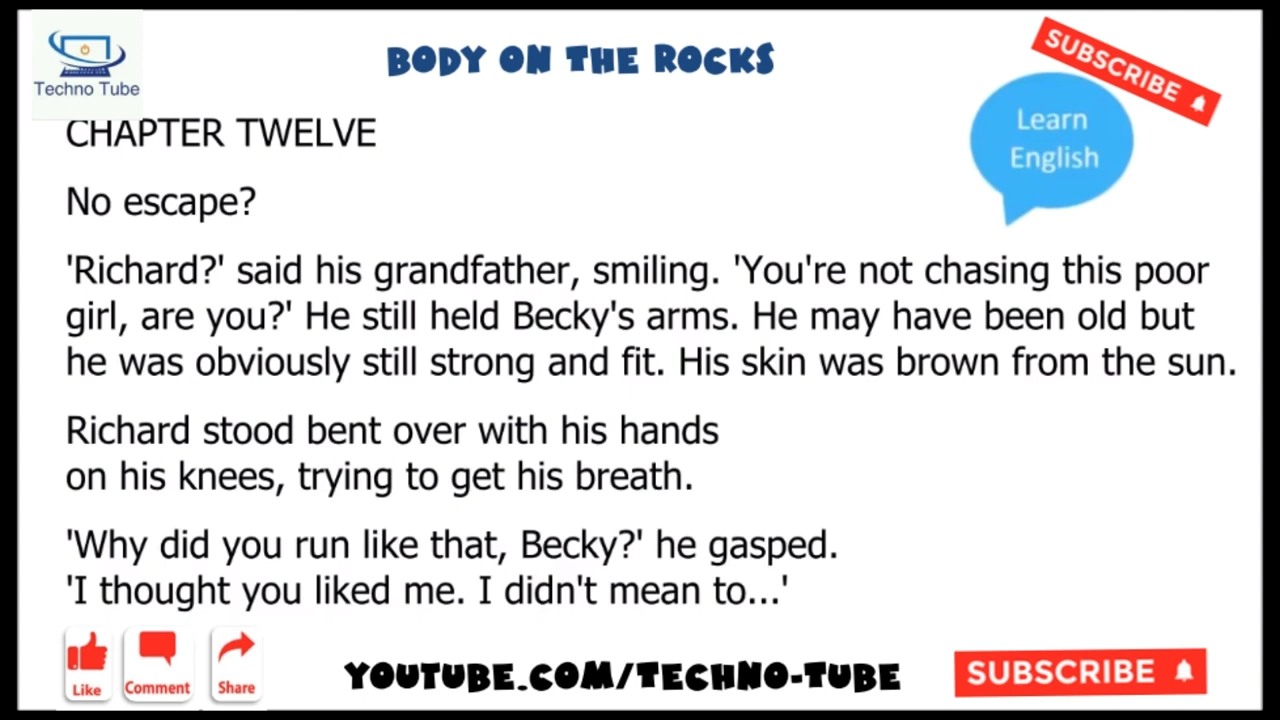 BODY ON THE ROCKS
SUBSCRIBE
Techno Tube
Learn
English
CHAPTER TWELVE
No escape?
'Richard?' said his grandfather, smiling. 'You're not chasing this poor
girl, are you?' He still held Becky's arms. He may have been old but
he was obviously still strong and fit. His skin was brown from the sun.
Richard stood bent over with his hands
on his knees, trying to get his breath.
'Why did you run like that, Becky?' he gasped.
'I thought you liked me. I didn't mean to...'
Like
Comment
Share
YOUTUBE.COM/TECHNO-TUBE
SUBSCRIBE